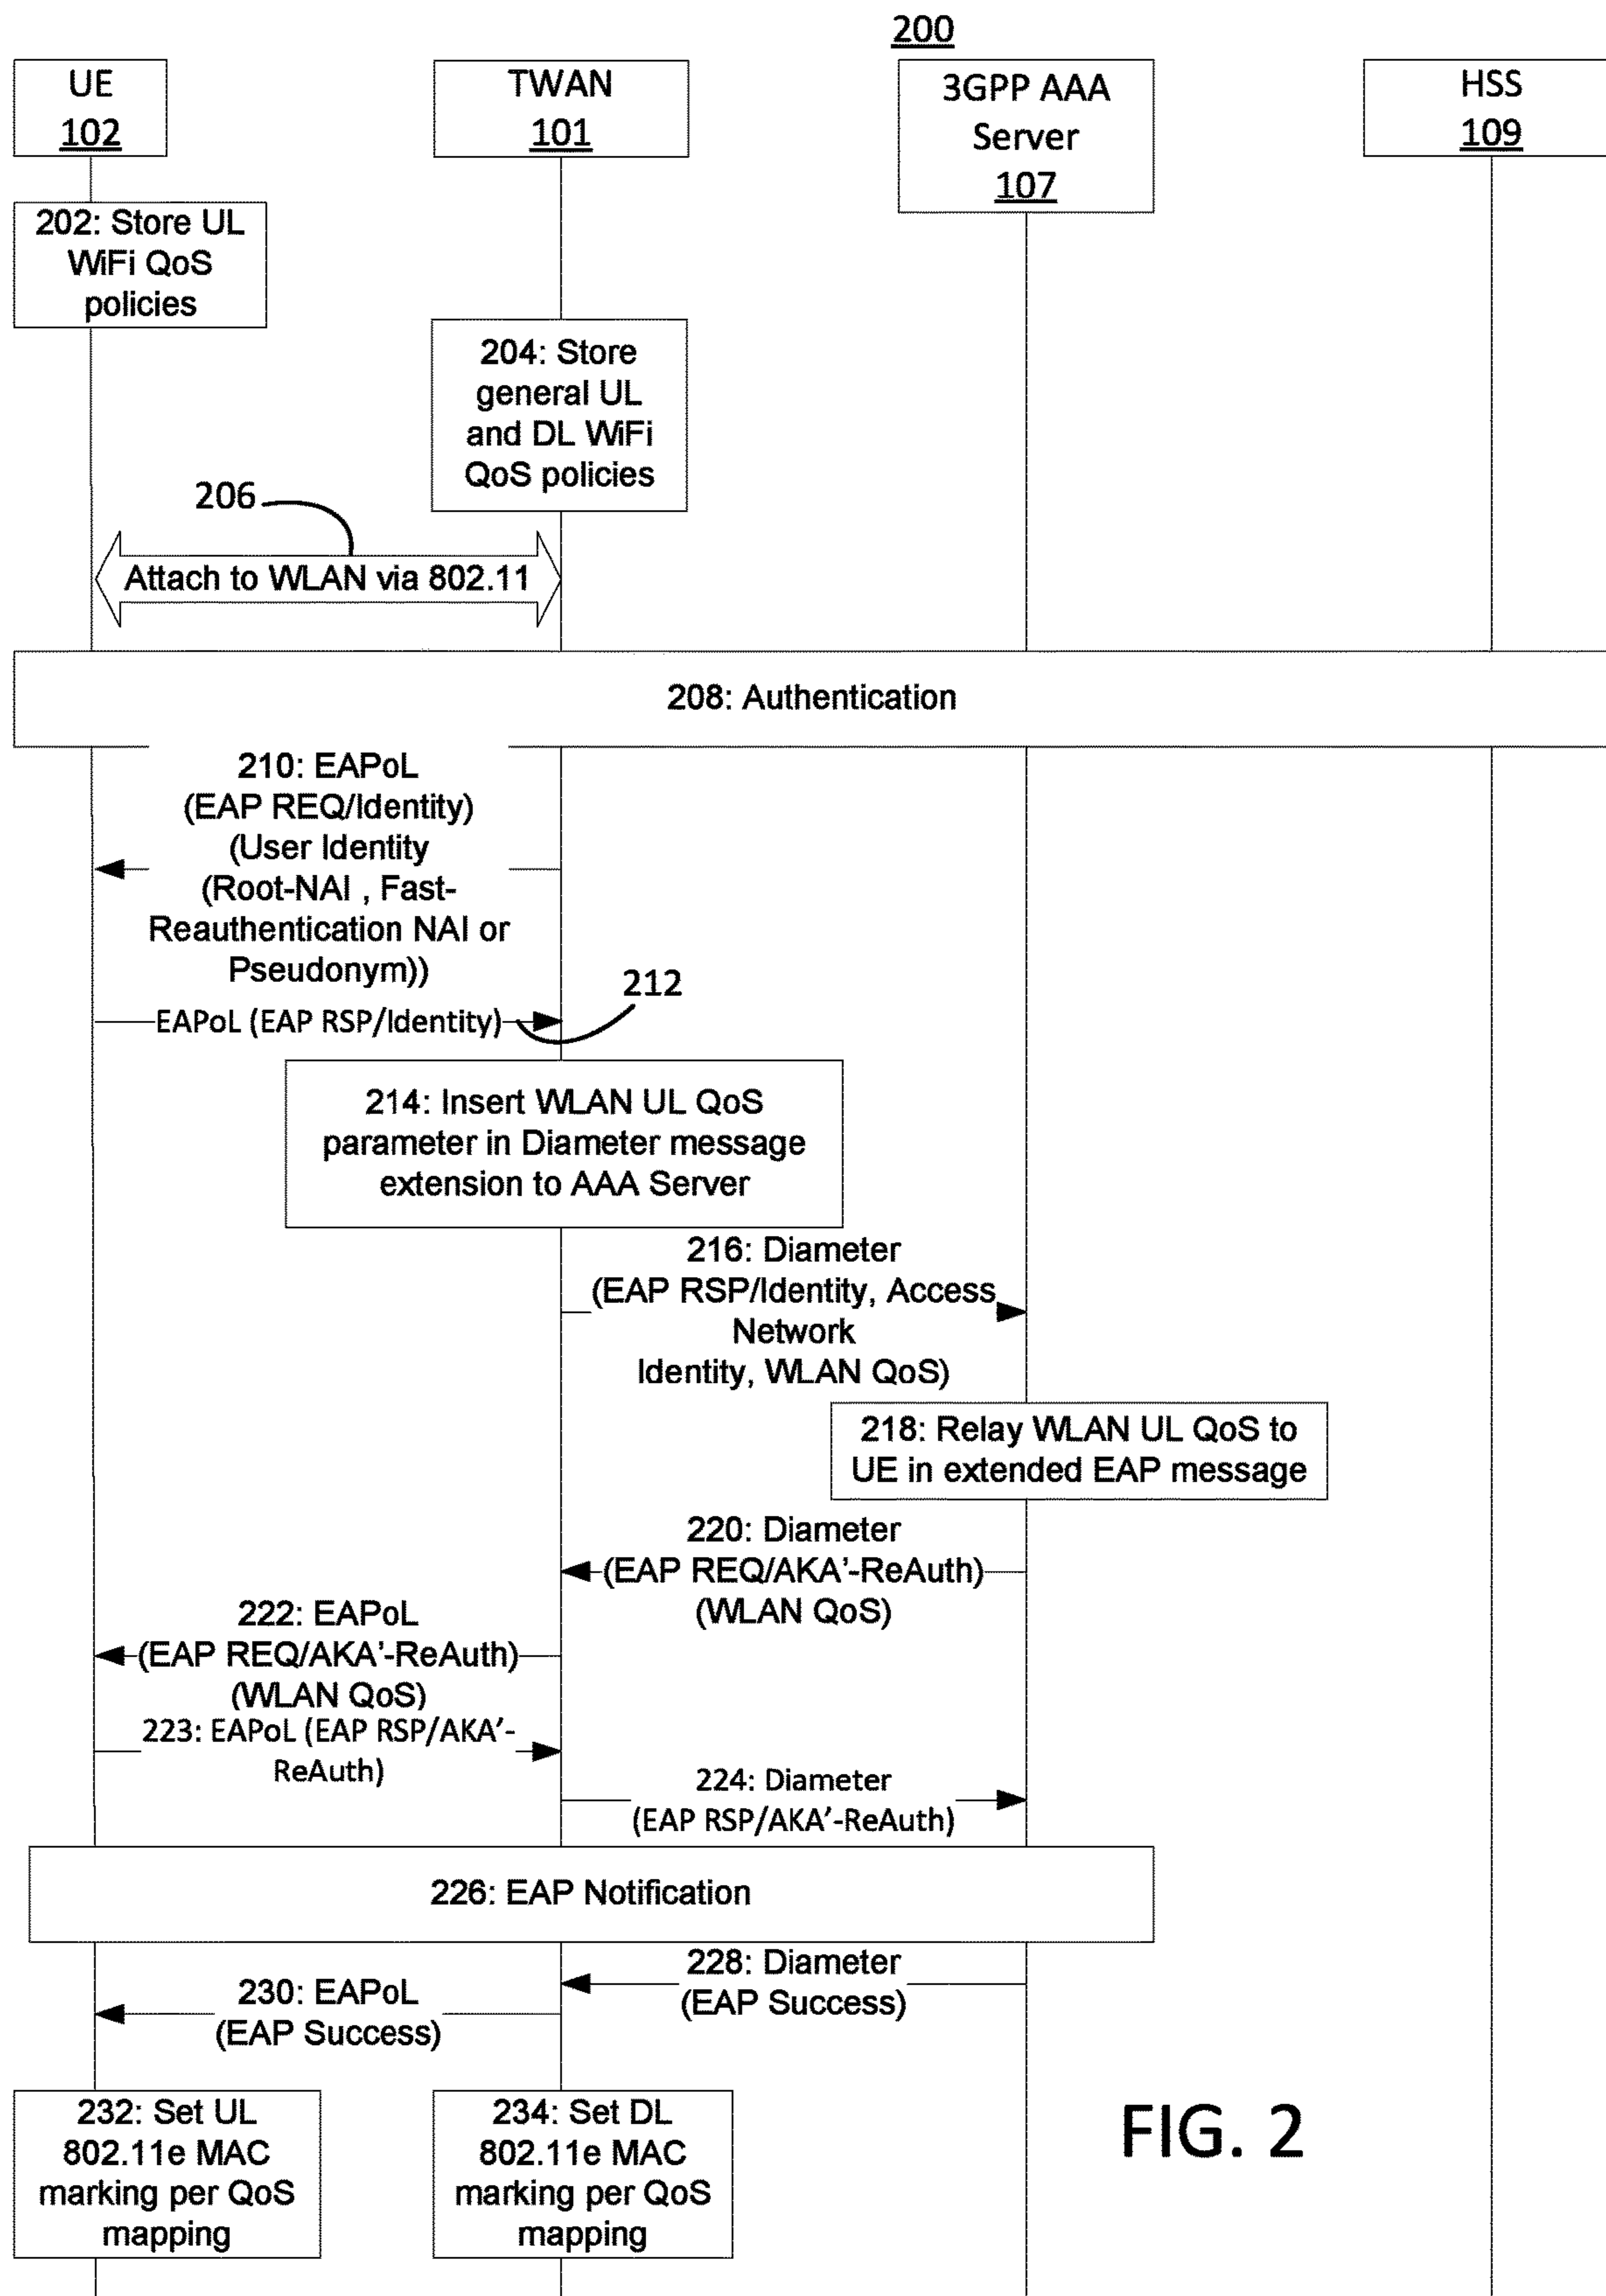 200
UE
102
TWAN
101
3GPP AAA
Server
107
HSS
109
202: Store UL
WiFi QoS
policies
204: Store
general UL
and DL WiFi
QoS policies
206
Attach to WLAN via 802.11
208: Authentication
210: EAPoL
(EAP REQ/Identity)
(User Identity
(Root-NAI , Fast-
Reauthentication NAI or
Pseudonym))
212
EAPoL (EAP RSP/Identity)
214: Insert WLAN UL QoS
parameter in Diameter message
extension to AAA Server
216: Diameter
(EAP RSP/Identity, Access
Network
Identity, WLAN QoS)
218: Relay WLAN UL QoS to
UE in extended EAP message
220: Diameter
(EAP REQ/AKA'-ReAuth)
(WLAN QoS)
222: EAPoL
(EAP REQ/AKA'-ReAuth)
(WLAN QoS)
223: EAPoL (EAP RSP/AKA'-
ReAuth)
224: Diameter
(EAP RSP/AKA'-ReAuth)
226: EAP Notification
228: Diameter
(EAP Success)
230: EAPoL
(EAP Success)
232: Set UL
802.11e MAC
marking per QoS
mapping
234: Set DL
802.11e MAC
marking per QoS
mapping
FIG. 2